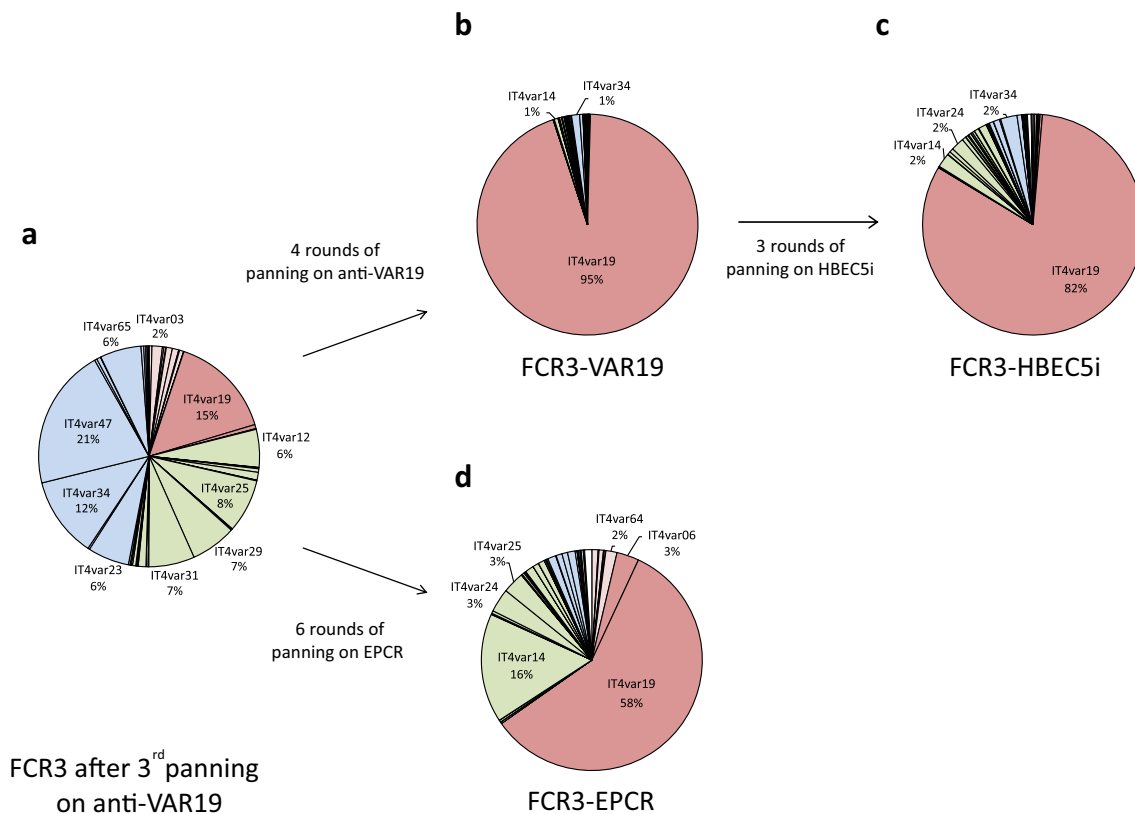 a
IT4var65
6%
IT4var03
2%
IT4var19
15%
IT4var12
6%
IT4var25
8%
IT4var29
7%
IT4var31
7%
IT4var23
6%
IT4var34
12%
IT4var47
21%
FCR3 after 3rd panning
on anti-VAR19
4 rounds of
panning on anti-VAR19
b
IT4var14
1%
IT4var34
1%
IT4var19
95%
FCR3-VAR19
3 rounds of
panning on HBEC5i
c
IT4var34
2%
IT4var24
2%
IT4var14
2%
IT4var19
82%
FCR3-HBEC5i
6 rounds of
panning on EPCR
d
IT4var64
2%
IT4var06
3%
IT4var25
3%
IT4var24
3%
IT4var14
16%
IT4var19
58%
FCR3-EPCR